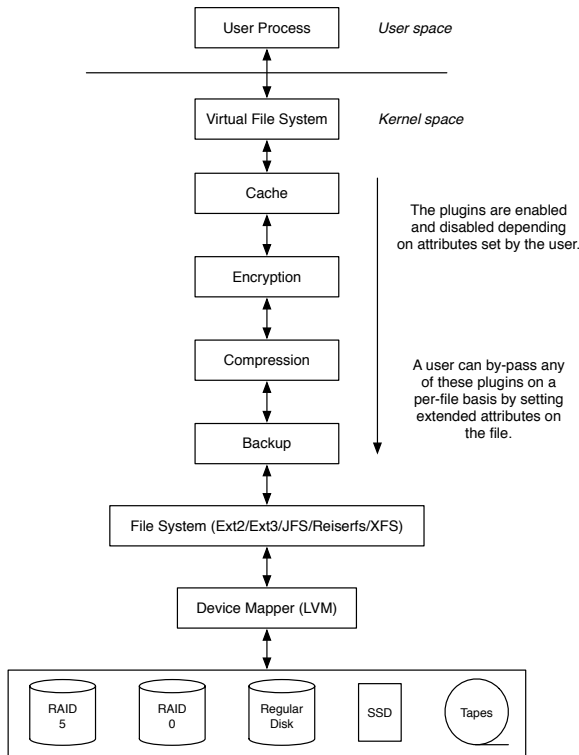 User Process
User space
Virtual File System
Kernel space
Cache
The plugins are enabled
and disabled depending
on attributes set by the user.
Encryption
Compression
A user can by-pass any
of these plugins on a
per-file basis by setting
extended attributes on
the file.
Backup
File System (Ext2/Ext3/JFS/Reiserfs/XFS)
Device Mapper (LVM)
RAID
5
RAID
0
Regular
Disk
SSD
Tapes